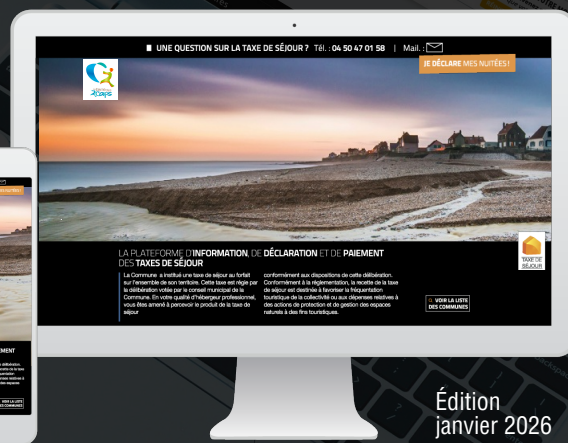 UNE QUESTION SUR LA TAXE DE SÉJOUR ? Tél. : 04 50 47 01 58 | Mail. :
JE DÉCLARE MES NUITÉES !
LA PLATEFORME D'INFORMATION, DE DÉCLARATION ET DE PAIEMENT
DES TAXES DE SÉJOUR
La Commune a institué une taxe de séjour au forfait
sur l'ensemble de son territoire. Cette taxe est régie par
la délibération votée par le conseil municipal de la
Commune. En votre qualité d'hébergeur professionnel,
vous êtes amené à percevoir le produit de la taxe de
séjour
conformément aux dispositions de cette délibération.
Conformément à la réglementation, la recette de la taxe
de séjour est destinée à favoriser la fréquentation
touristique de la collectivité ou aux dépenses relatives à
des actions de protection et de gestion des espaces
naturels à des fins touristiques.
TAXE DE
SÉJOUR
VOIR LA LISTE
DES COMMUNES
Édition
janvier 2026